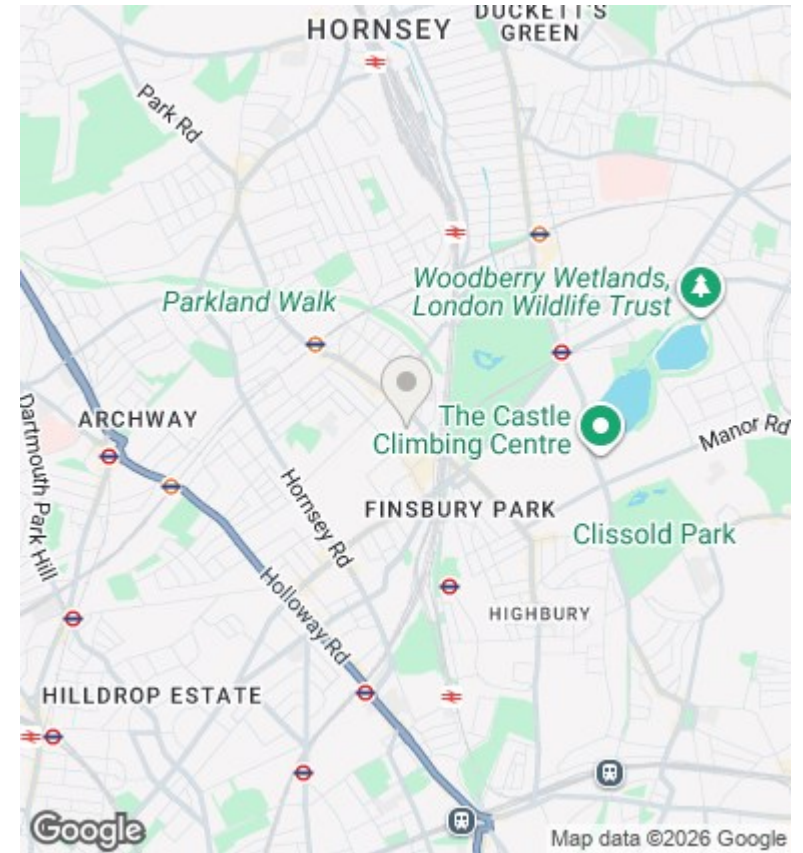 DUCKETT'S
GREEN
HORNSEY
Park Rd
Woodberry Wetlands,
London Wildlife Trust
Parkland Walk
ARCHWAY
The Castle
Climbing Centre
Manor Rd
Dartmouth Park Hill
Hornsey Rd
FINSBURY PARK
Clissold Park
Holloway Rd
HIGHBURY
HILLDROP ESTATE
Google
Map data ©2026 Google